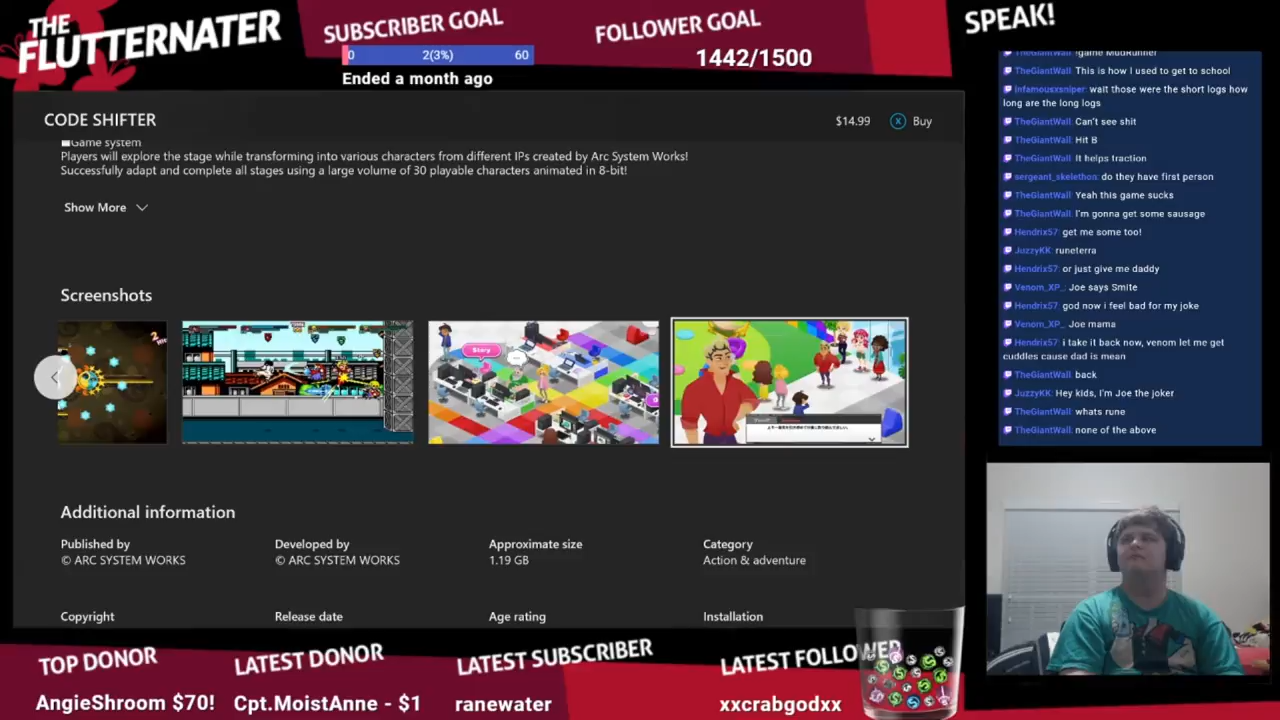 THE
FLUTTERNATER
SUBSCRIBER GOAL
0 2(3%) 60
Ended a month ago
FOLLOWER GOAL
1442/1500
SPEAK!
CODE SHIFTER
$14.99 X Buy
■Game system
Players will explore the stage while transforming into various characters from different IPs created by Arc System Works!
Successfully adapt and complete all stages using a large volume of 30 playable characters animated in 8-bit!
Show More
Screenshots
Story
Additional information
Published by
© ARC SYSTEM WORKS
Developed by
© ARC SYSTEM WORKS
Approximate size
1.19 GB
Category
Action & adventure
Copyright
Release date
Age rating
Installation
TheGiantWall: !game MudRunner
TheGiantWall: This is how I used to get to school
infamousxsniper: wait those were the short logs how
long are the long logs
TheGiantWall: Can't see shit
TheGiantWall: Hit B
TheGiantWall: It helps traction
sergeant_skelethon: do they have first person
TheGiantWall: Yeah this game sucks
TheGiantWall: I'm gonna get some sausage
Hendrix57: get me some too!
JuzzyKK: runeterra
Hendrix57: or just give me daddy
Venom_XP_: Joe says Smite
Hendrix57: god now i feel bad for my joke
Venom_XP_: Joe mama
Hendrix57: i take it back now, venom let me get
cuddles cause dad is mean
TheGiantWall: back
JuzzyKK: Hey kids, I'm Joe the joker
TheGiantWall: whats rune
TheGiantWall: none of the above
TOP DONOR
AngieShroom $70!
LATEST DONOR
Cpt.MoistAnne - $1
LATEST SUBSCRIBER
ranewater
LATEST FOLLOWER
xxcrabgodxx